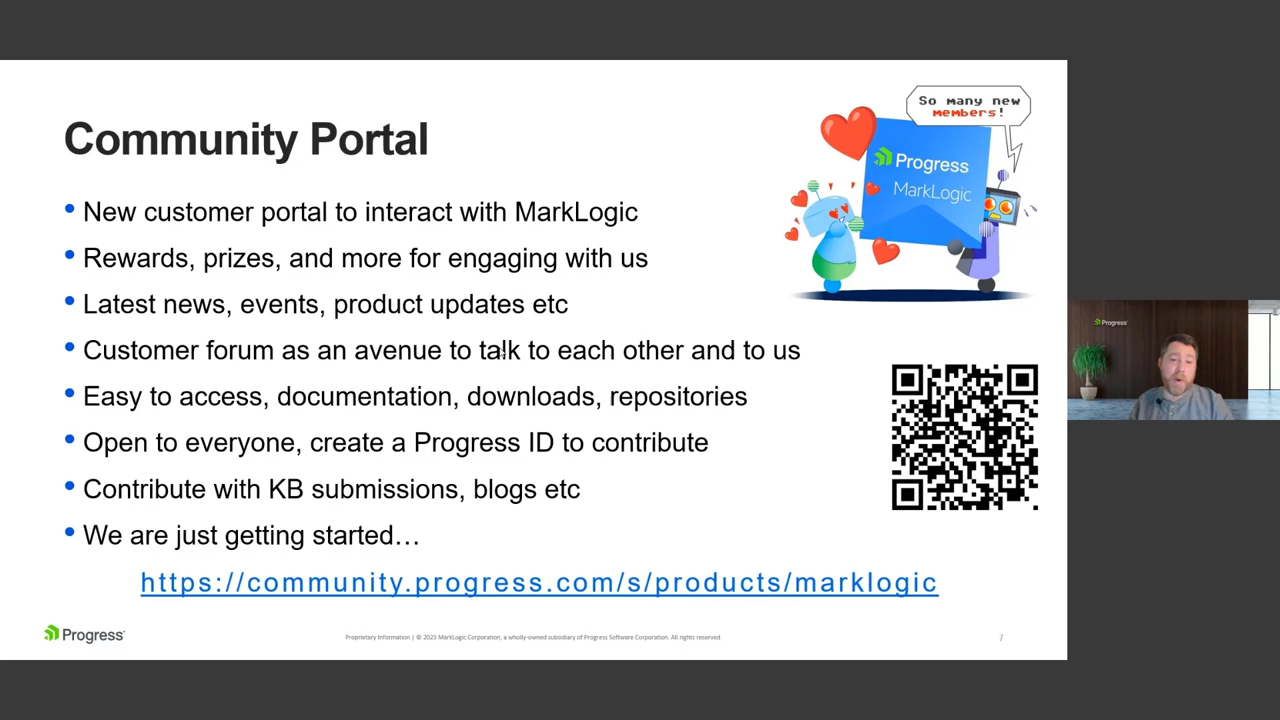 So many new
members!
Community Portal
Progress
MarkLogic
• New customer portal to interact with MarkLogic
• Rewards, prizes, and more for engaging with us
• Latest news, events, product updates etc
• Customer forum as an avenue to talk to each other and to us
• Easy to access, documentation, downloads, repositories
• Open to everyone, create a Progress ID to contribute
• Contribute with KB submissions, blogs etc
• We are just getting started…
https://community.progress.com/s/products/marklogic
Progress
Proprietary Information | © 2023 MarkLogic Corporation, a wholly-owned subsidiary of Progress Software Corporation. All rights reserved.
7
Progress